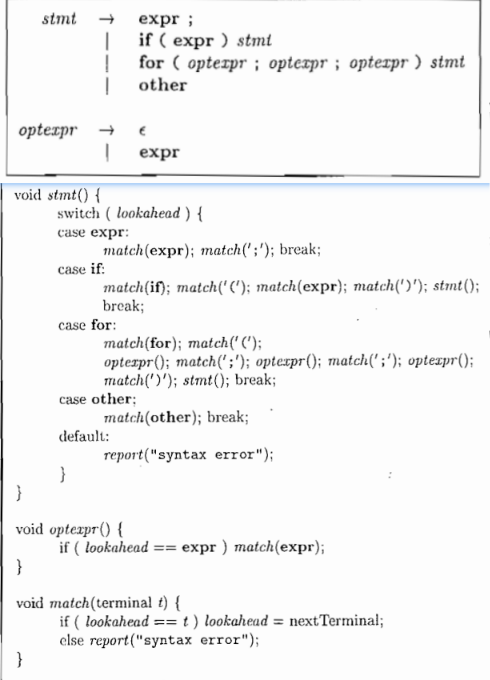 stmt → expr ;
| if ( expr ) stmt
| for ( optexpr ; optexpr ; optexpr ) stmt
| other
optexpr → ϵ
| expr
void stmt() {
switch ( lookahead ) {
case expr:
match(expr); match(';'); break;
case if:
match(if); match('('); match(expr); match(')'); stmt();
break;
case for:
match(for); match('(');
optexpr(); match(';'); optexpr(); match(';'); optexpr();
match(')'); stmt(); break;
case other;
match(other); break;
default:
report("syntax error");
}
}
void optexpr() {
if ( lookahead == expr ) match(expr);
}
void match(terminal t) {
if ( lookahead == t ) lookahead = nextTerminal;
else report("syntax error");
}